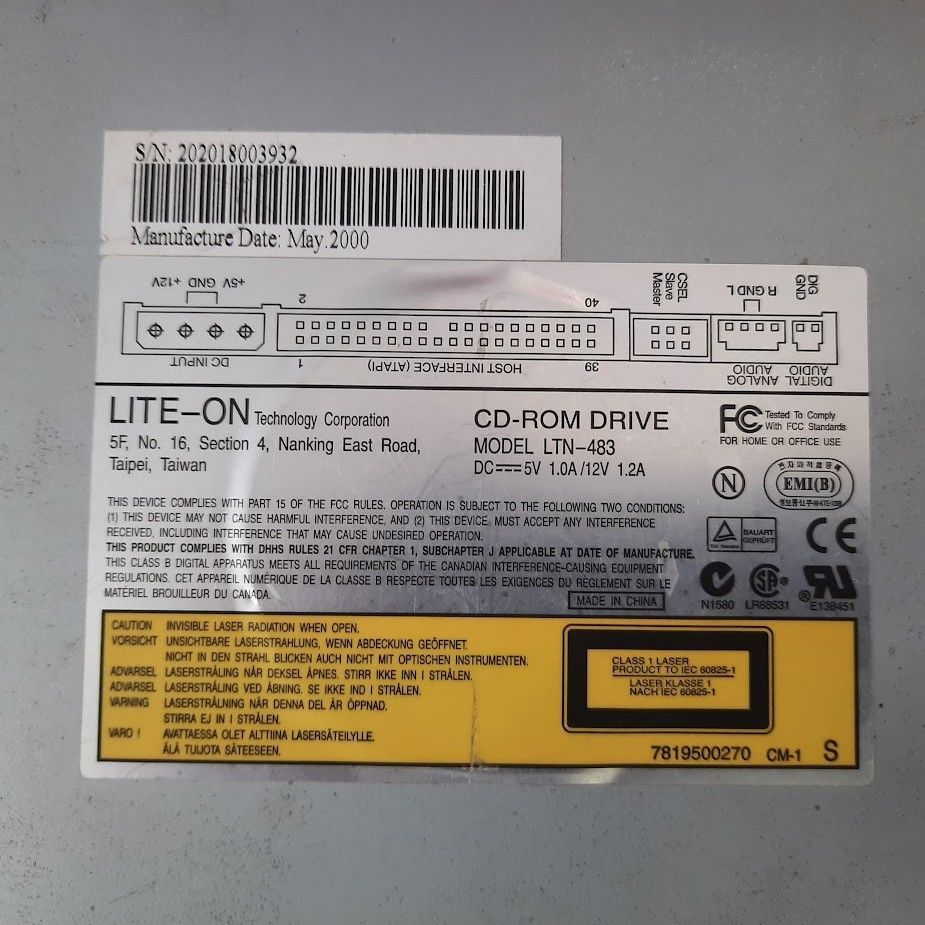 S/N: 202018003932
Manufacture Date: May.2000
+5V GND +12V
2
40
CSEL
Slave
Master
R GND L
DIG
GND
DC INPUT
1
HOST INTERFACE (ATAPI)
39
ANALOG
AUDIO
DIGITAL
AUDIO
LITE-ON Technology Corporation
5F, No. 16, Section 4, Nanking East Road,
Taipei, Taiwan
CD-ROM DRIVE
MODEL LTN-483
DC 5V 1.0A/12V 1.2A
FC Tested To Comply
With FCC Standards
FOR HOME OR OFFICE USE
N
전자파적합등록
EMI(B)
THIS DEVICE COMPLIES WITH PART 15 OF THE FCC RULES. OPERATION IS SUBJECT TO THE FOLLOWING TWO CONDITIONS:
(1) THIS DEVICE MAY NOT CAUSE HARMFUL INTERFERENCE, AND (2) THIS DEVICE MUST ACCEPT ANY INTERFERENCE
RECEIVED, INCLUDING INTERFERENCE THAT MAY CAUSE UNDESIRED OPERATION.
THIS PRODUCT COMPLIES WITH DHHS RULES 21 CFR CHAPTER 1, SUBCHAPTER J APPLICABLE AT DATE OF MANUFACTURE.
THIS CLASS B DIGITAL APPARATUS MEETS ALL REQUIREMENTS OF THE CANADIAN INTERFERENCE-CAUSING EQUIPMENT
REGULATIONS. CET APPAREIL NUMÉRIQUE DE LA CLASSE B RESPECTE TOUTES LES EXIGENCES DU RÈGLEMENT SUR LE
MATERIEL BROUILLEUR DU CANADA.
MADE IN CHINA
BAUART
GEPRÜFT
CE
N1580
SA
LR88531
E138451
CAUTION INVISIBLE LASER RADIATION WHEN OPEN.
VORSICHT UNSICHTBARE LASERSTRAHLUNG, WENN ABDECKUNG GEÖFFNET.
NICHT IN DEN STRAHL BLICKEN AUCH NICHT MIT OPTISCHEN INSTRUMENTEN.
ADVARSEL LASERSTRÅLING NÅR DEKSEL ÅPNES. STIRR IKKE INN I STRÅLEN.
ADVARSEL LASERSTRÅLING VED ÅBNING. SE IKKE IND I STRÅLEN.
VARNING LASERSTRÅLNING NÄR DENNA DEL ÄR ÖPPNAD.
STIRRA EJ IN I STRÅLEN.
VARO ! AVATTAESSA OLET ALTTIINA LASERSÄTEILYLLE.
ÄLÄ TUIJOTA SÄTEESEEN.
CLASS 1 LASER
PRODUCT TO IEC 60825-1
LASER KLASSE 1
NACH IEC 60825-1
7819500270 CM-1 S